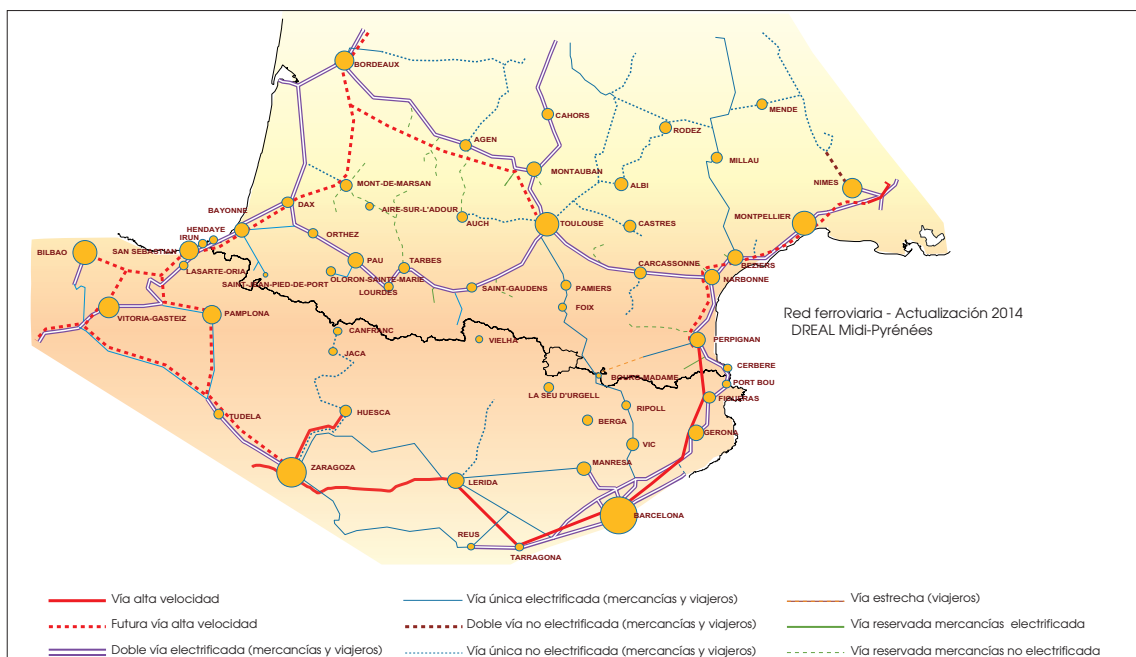 BORDEAUX
CAHORS
MENDE
AGEN
RODEZ
MILLAU
MONTAUBAN
MONT-DE-MARSAN
ALBI
NIMES
DAX
AIRE-SUR-L'ADOUR
AUCH
TOULOUSE
CASTRES
MONTPELLIER
BAYONNE
HENDAYE
IRUN
ORTHEZ
BILBAO
SAN SEBASTIAN
PAU
TARBES
CARCASSONNE
BEZIERS
LASARTE-ORIA
OLORON-SAINTE-MARIE
NARBONNE
SAINT-JEAN-PIED-DE-PORT
LOURDES
SAINT-GAUDENS
PAMIERS
FOIX
VITORIA-GASTEIZ
PAMPLONA
Red ferroviaria - Actualización 2014
DREAL Midi-Pyrénées
CANFRANC
VIELHA
PERPIGNAN
JACA
CERBERE
BOURG-MADAME
PORT BOU
LA SEU D'URGELL
FIGUERAS
TUDELA
HUESCA
RIPOLL
BERGA
GERONA
VIC
ZARAGOZA
MANRESA
LERIDA
BARCELONA
REUS
TARRAGONA
Vía alta velocidad
Futura vía alta velocidad
Doble vía electrificada (mercancías y viajeros)
Vía única electrificada (mercancías y viajeros)
Doble vía no electrificada (mercancías y viajeros)
Vía única no electrificada (mercancías y viajeros)
Vía estrecha (viajeros)
Vía reservada mercancías electrificada
Vía reservada mercancías no electrificada